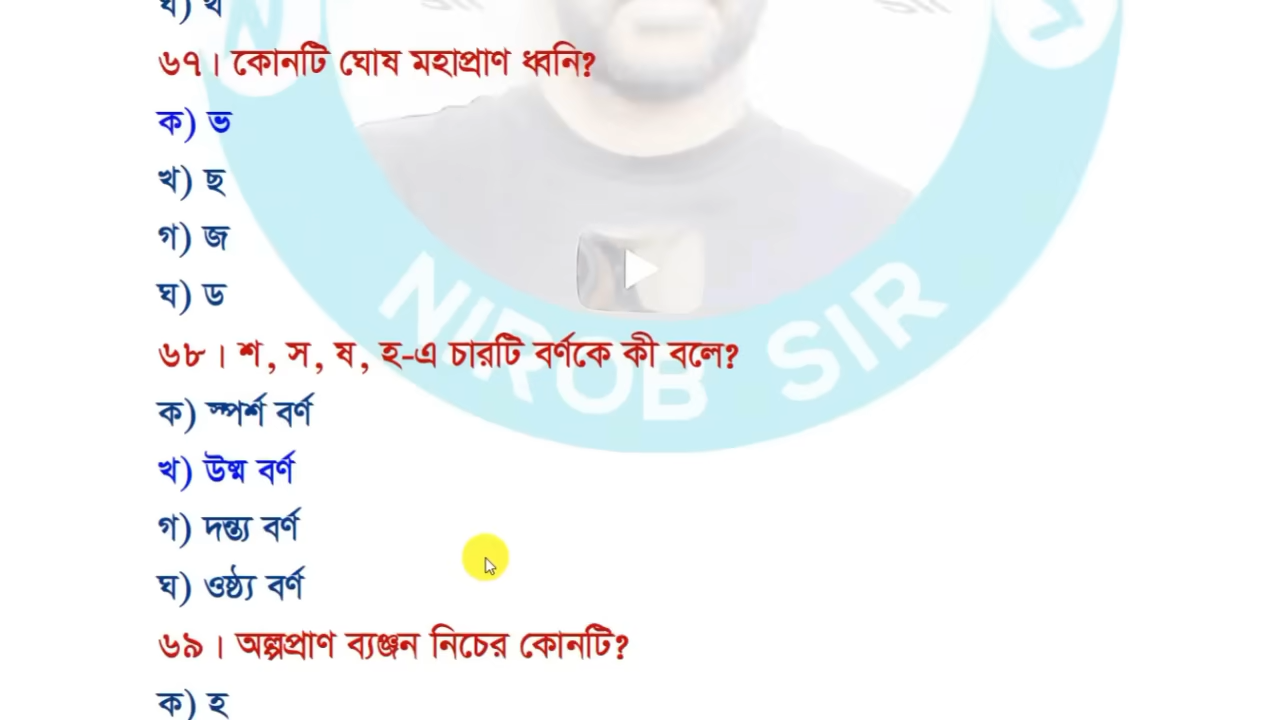 ঘ) খ
৬৭। কোনটি ঘোষ মহাপ্রাণ ধ্বনি?
ক) ভ
খ) ছ
গ) জ
ঘ) ড
NIROB SIR
৬৮। শ, স, ষ, হ-এ চারটি বর্ণকে কী বলে?
ক) স্পর্শ বর্ণ
খ) উষ্ম বর্ণ
গ) দন্ত্য বর্ণ
ঘ) ওষ্ঠ্য বর্ণ
৬৯। অল্পপ্রাণ ব্যঞ্জন নিচের কোনটি?
ক) হ